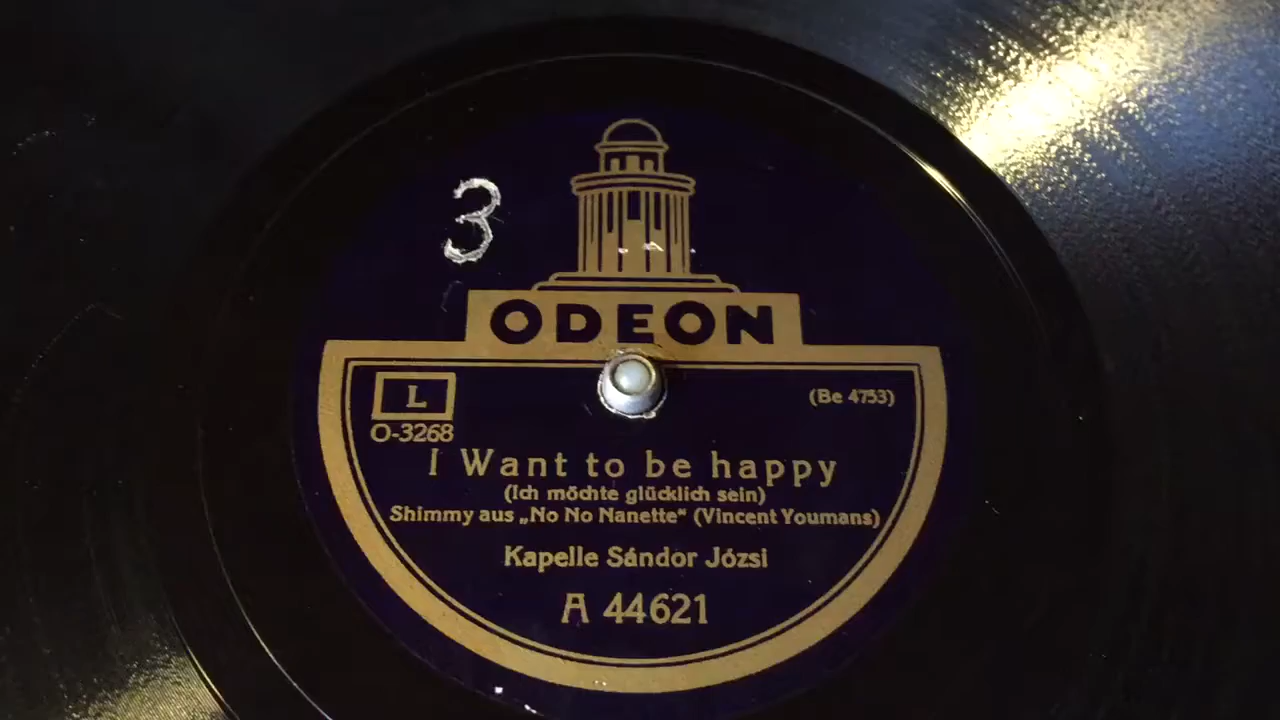 3
ODEON
L
(Be 4753)
O-3268
I Want to be happy
(Ich möchte glücklich sein)
Shimmy aus „No No Nanette" (Vincent Youmans)
Kapelle Sándor Józsi
A 44621